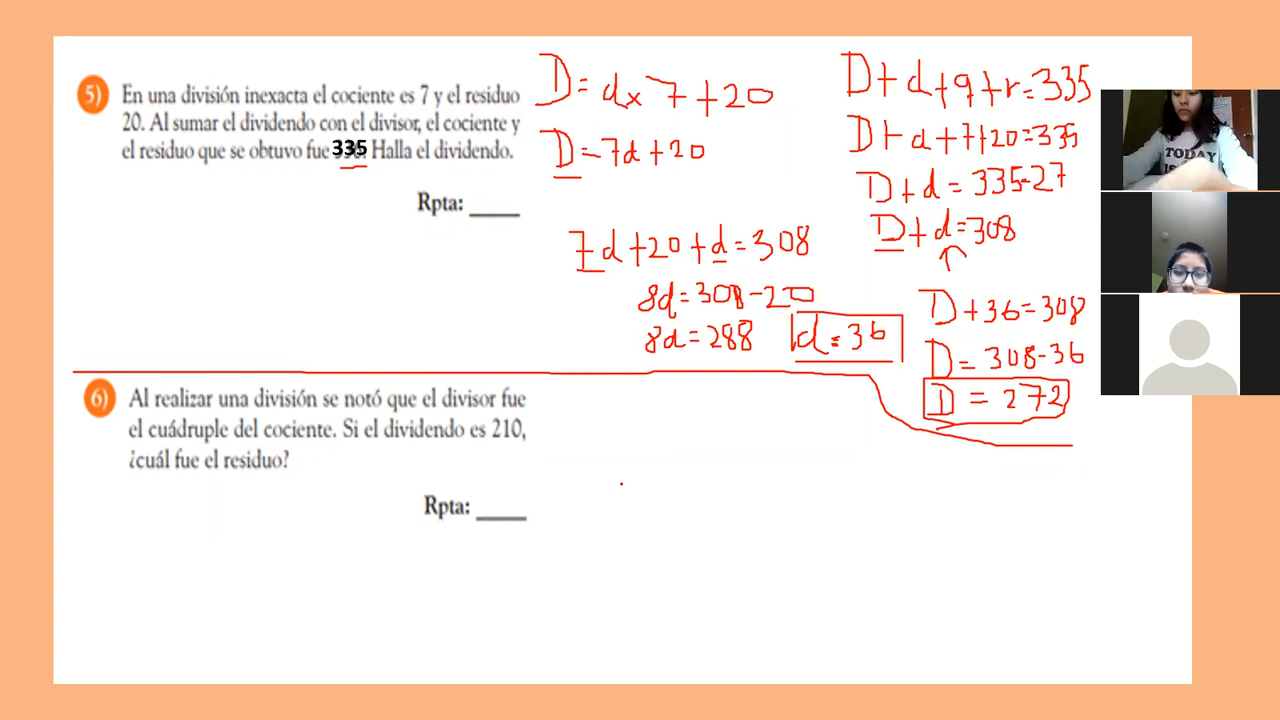 5) En una división inexacta el cociente es 7 y el residuo
20. Al sumar el dividendo con el divisor, el cociente y
el residuo que se obtuvo fue 335. Halla el dividendo.
Rpta: ____
D = d x 7 + 20
D = 7d + 20
7d + 20 + d = 308
8d = 308 - 20
8d = 288
d = 36
D + d + q + r = 335
D + d + 7 + 20 = 335
D + d = 335 - 27
D + d = 308
D + 36 = 308
D = 308 - 36
D = 272
6) Al realizar una división se notó que el divisor fue
el cuádruple del cociente. Si el dividendo es 210,
¿cuál fue el residuo?
Rpta: ____
TODAY